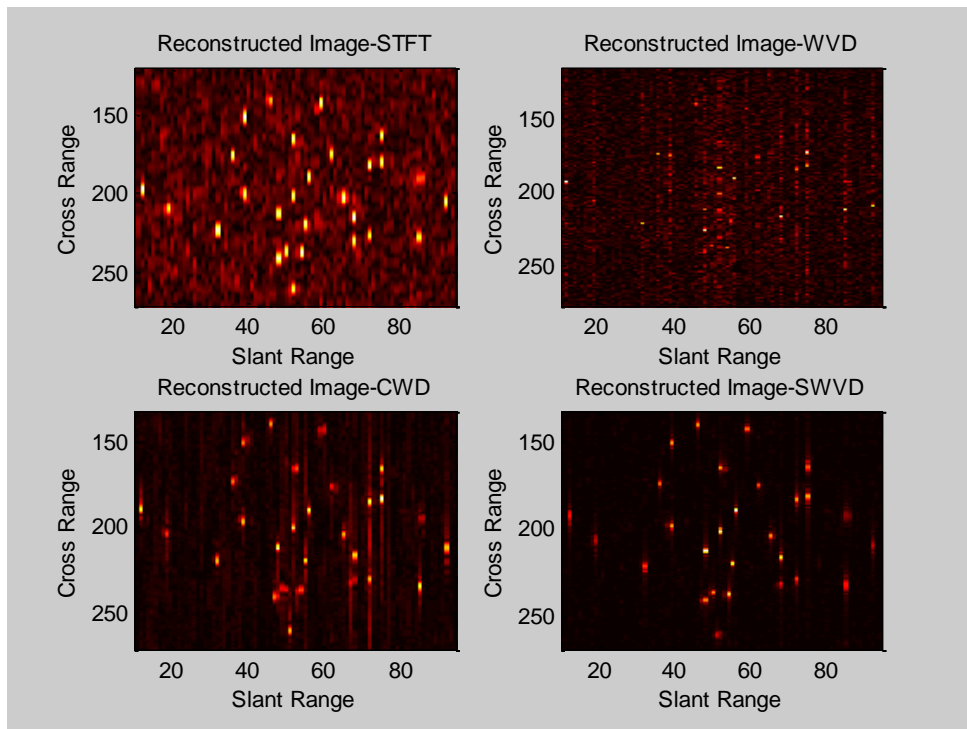 Reconstructed Image-STFT
Cross Range
150
200
250
20 40 60 80
Slant Range
Reconstructed Image-WVD
Cross Range
150
200
250
20 40 60 80
Slant Range
Reconstructed Image-CWD
Cross Range
150
200
250
20 40 60 80
Slant Range
Reconstructed Image-SWVD
Cross Range
150
200
250
20 40 60 80
Slant Range